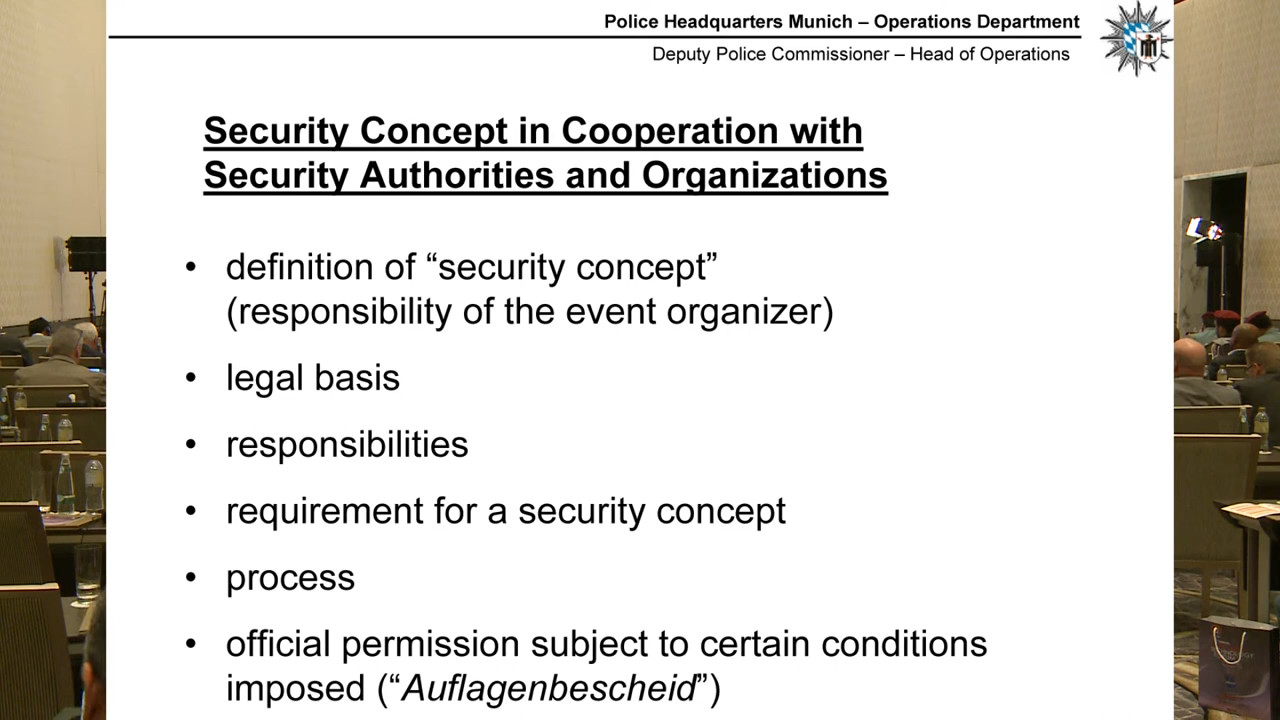 Police Headquarters Munich – Operations Department
Deputy Police Commissioner – Head of Operations
Security Concept in Cooperation with
Security Authorities and Organizations
• definition of “security concept”
(responsibility of the event organizer)
• legal basis
• responsibilities
• requirement for a security concept
• process
• official permission subject to certain conditions
imposed (“Auflagenbescheid”)